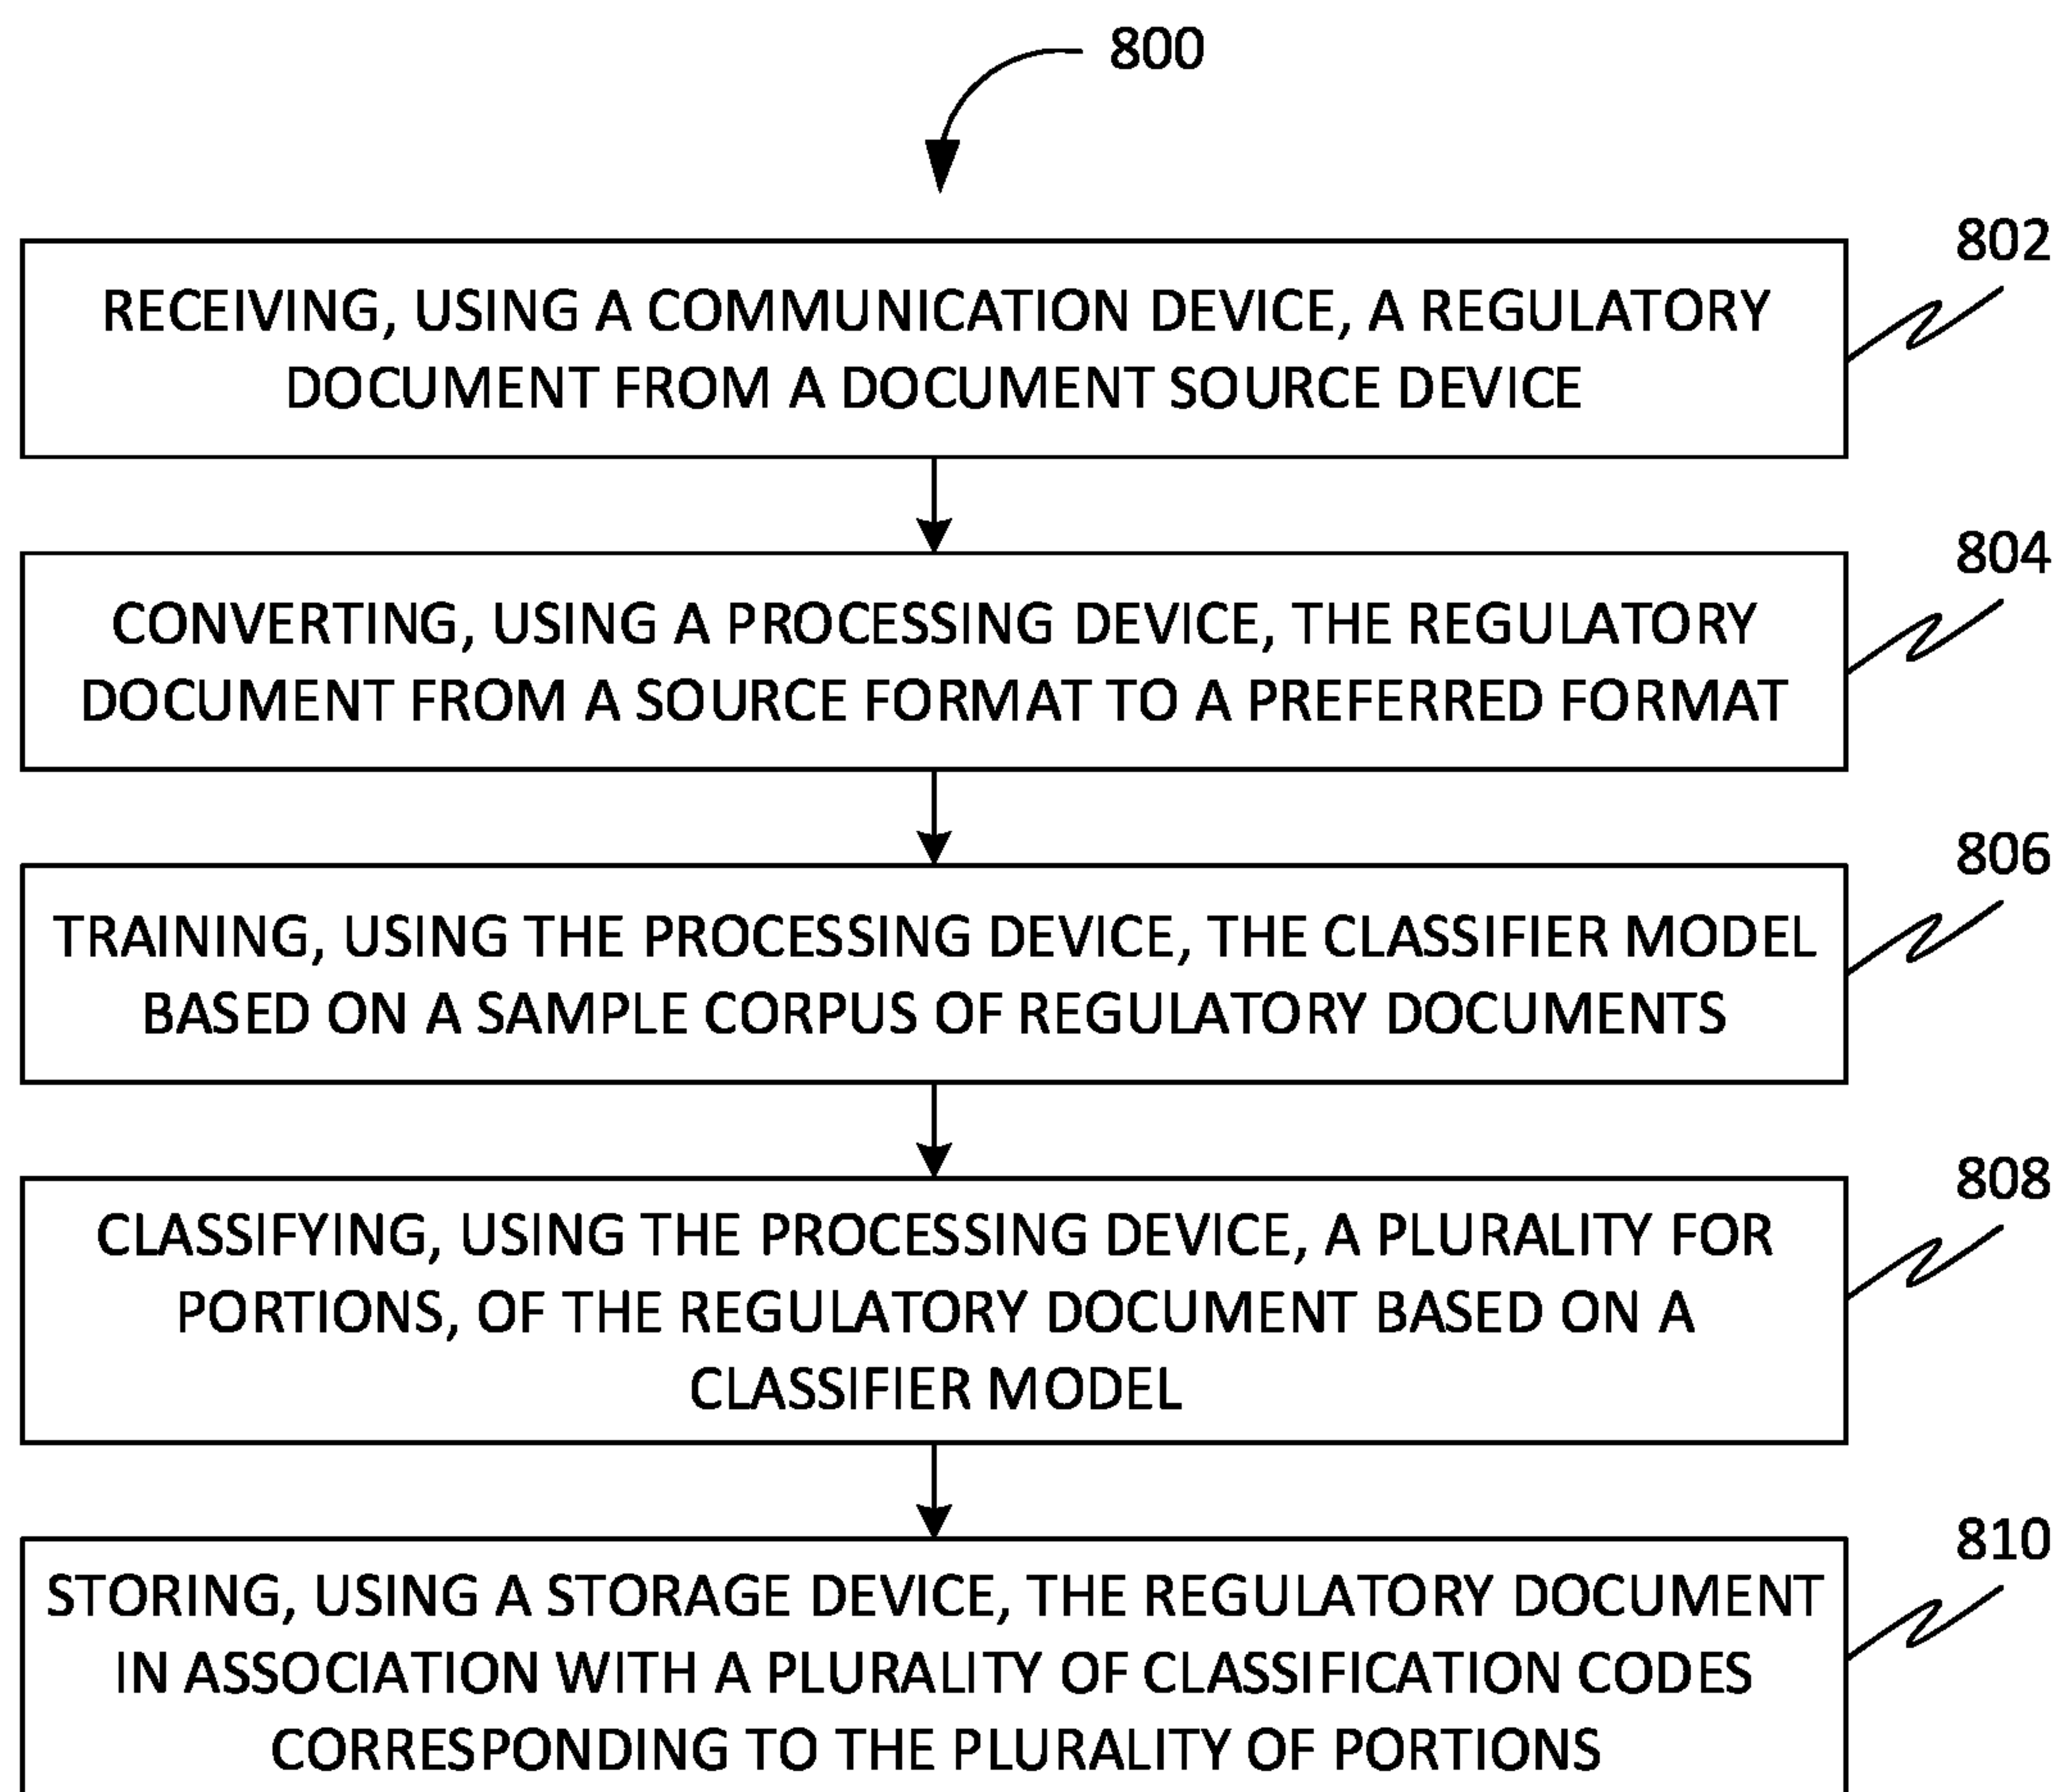 800
802
RECEIVING, USING A COMMUNICATION DEVICE, A REGULATORY
DOCUMENT FROM A DOCUMENT SOURCE DEVICE
804
CONVERTING, USING A PROCESSING DEVICE, THE REGULATORY
DOCUMENT FROM A SOURCE FORMAT TO A PREFERRED FORMAT
806
TRAINING, USING THE PROCESSING DEVICE, THE CLASSIFIER MODEL
BASED ON A SAMPLE CORPUS OF REGULATORY DOCUMENTS
808
CLASSIFYING, USING THE PROCESSING DEVICE, A PLURALITY FOR
PORTIONS, OF THE REGULATORY DOCUMENT BASED ON A
CLASSIFIER MODEL
810
STORING, USING A STORAGE DEVICE, THE REGULATORY DOCUMENT
IN ASSOCIATION WITH A PLURALITY OF CLASSIFICATION CODES
CORRESPONDING TO THE PLURALITY OF PORTIONS